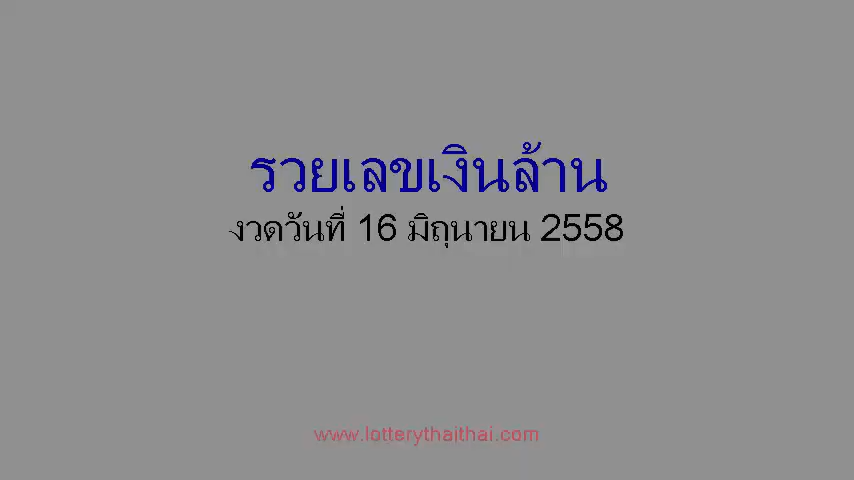 รวยเลขเงินล้าน
งวดวันที่ 16 มิถุนายน 2558
www.lotterythaithai.com